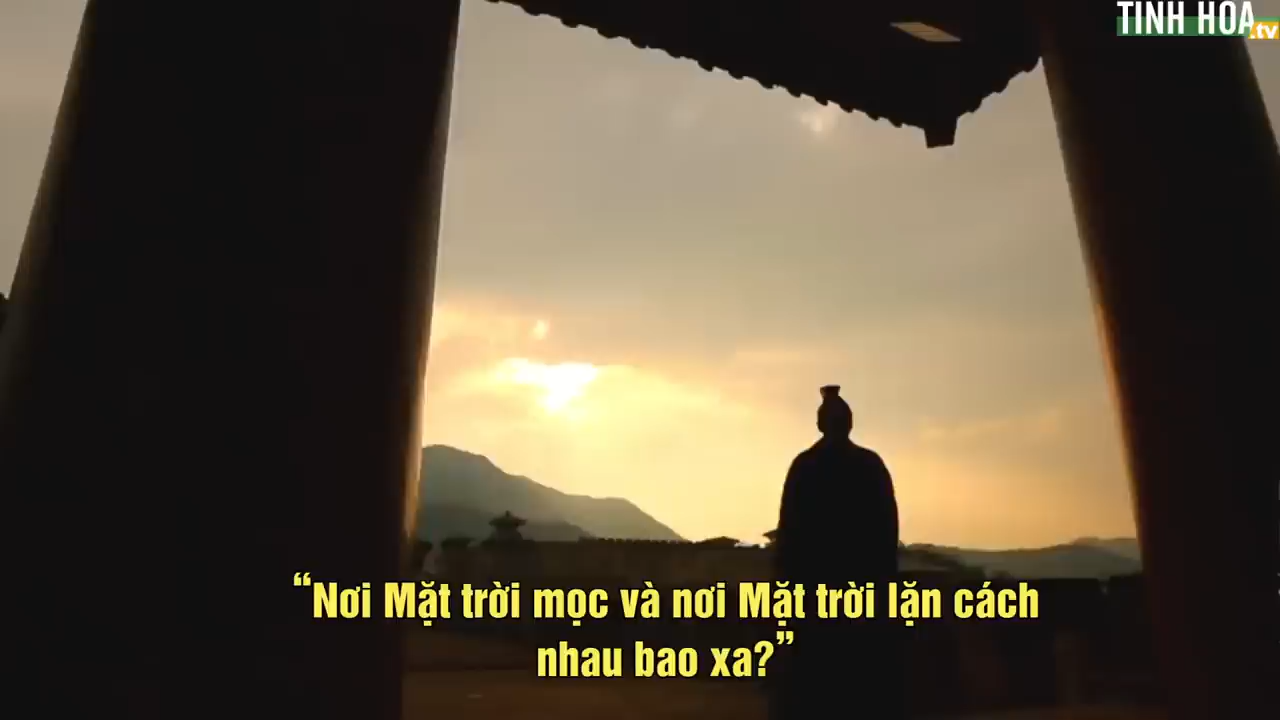 TINH HOA
.tv
“Nơi Mặt trời mọc và nơi Mặt trời lặn cách
nhau bao xa?”